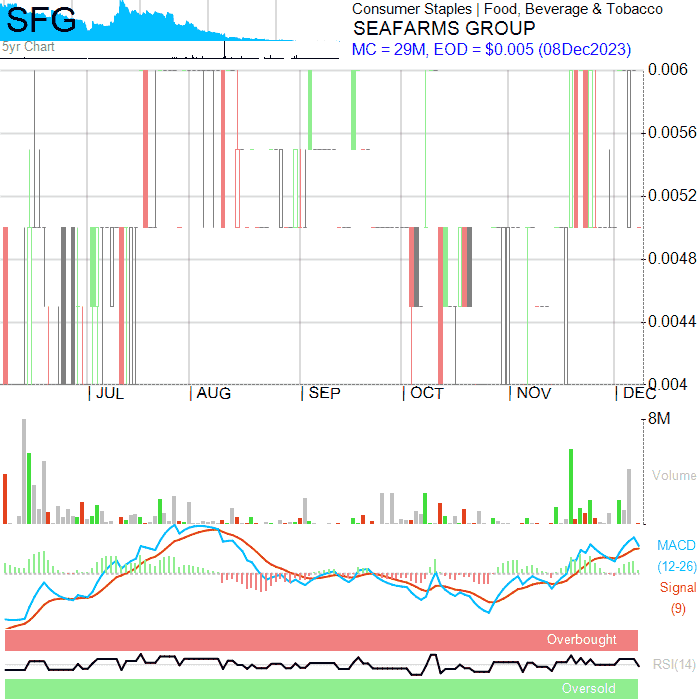 SFG
5yr Chart
Consumer Staples | Food, Beverage & Tobacco
SEAFARMS GROUP
MC = 29M, EOD = $0.005 (08Dec2023)
0.006
0.0056
0.0052
0.0048
0.0044
0.004
JUL
AUG
SEP
OCT
NOV
DEC
8M
Volume
MACD
(12-26)
Signal
(9)
Overbought
RSI(14)
Oversold